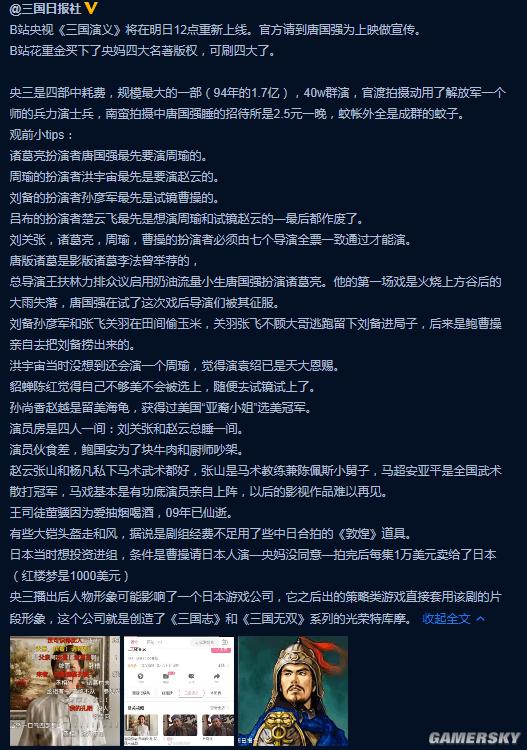 @三国日报社
B站央视《三国演义》将在明日12点重新上线。官方请到唐国强为上映做宣传。
B站花重金买下了央妈四大名著版权，可刷四大了。
央三是四部中耗费，规模最大的一部（94年的1.7亿），40w群演，官渡拍摄动用了解放军一个
师的兵力演士兵，南蛮拍摄中唐国强睡的招待所是2.5元一晚，蚊帐外全是成群的蚊子。
观前小tips：
诸葛亮扮演者唐国强最先要演周瑜的。
周瑜的扮演者洪宇宙最先是要演赵云的。
刘备的扮演者孙彦军最先是试镜曹操的。
吕布的扮演者楚云飞最先是想演周瑜和试镜赵云的—最后都作废了。
刘关张，诸葛亮，周瑜，曹操的扮演者必须由七个导演全票一致通过才能演。
唐版诸葛是影版诸葛李法曾举荐的，
总导演王扶林力排众议启用奶油流量小生唐国强扮演诸葛亮。他的第一场戏是火烧上方谷后的
大雨失落，唐国强在试了这次戏后导演们被其征服。
刘备孙彦军和张飞关羽在田间偷玉米，关羽张飞不顾大哥逃跑留下刘备进局子，后来是鲍曹操
亲自去把刘备捞出来的。
洪宇宙当时没想到还会演一个周瑜，觉得演袁绍已是天大恩赐。
貂蝉陈红觉得自己不够美不会被选上，随便去试镜试上了。
孙尚香赵越是留美海龟，获得过美国“亚裔小姐”选美冠军。
演员房是四人一间：刘关张和赵云总睡一间。
演员伙食差，鲍国安为了块牛肉和厨师吵架。
赵云张山和杨凡私下马术武术都好，张山是马术教练兼陈佩斯小舅子，马超安亚平是全国武术
散打冠军，马戏基本是有功底演员亲自上阵，以后的影视作品难以再见。
王司徒茧骥因为爱抽烟喝酒，09年已仙逝。
有些大铠头盔走和风，据说是剧组经费不足用了些中日合拍的《敦煌》道具。
日本当时想投资进组，条件是曹操请日本人演—央妈没同意—拍完后每集1万美元卖给了日本
（红楼梦是1000美元）
央三播出后人物形象可能影响了一个日本游戏公司，它之后出的策略类游戏直接套用该剧的片
段形象，这个公司就是创造了《三国志》和《三国无双》系列的光荣特库摩。 收起全文
GAMERSKY